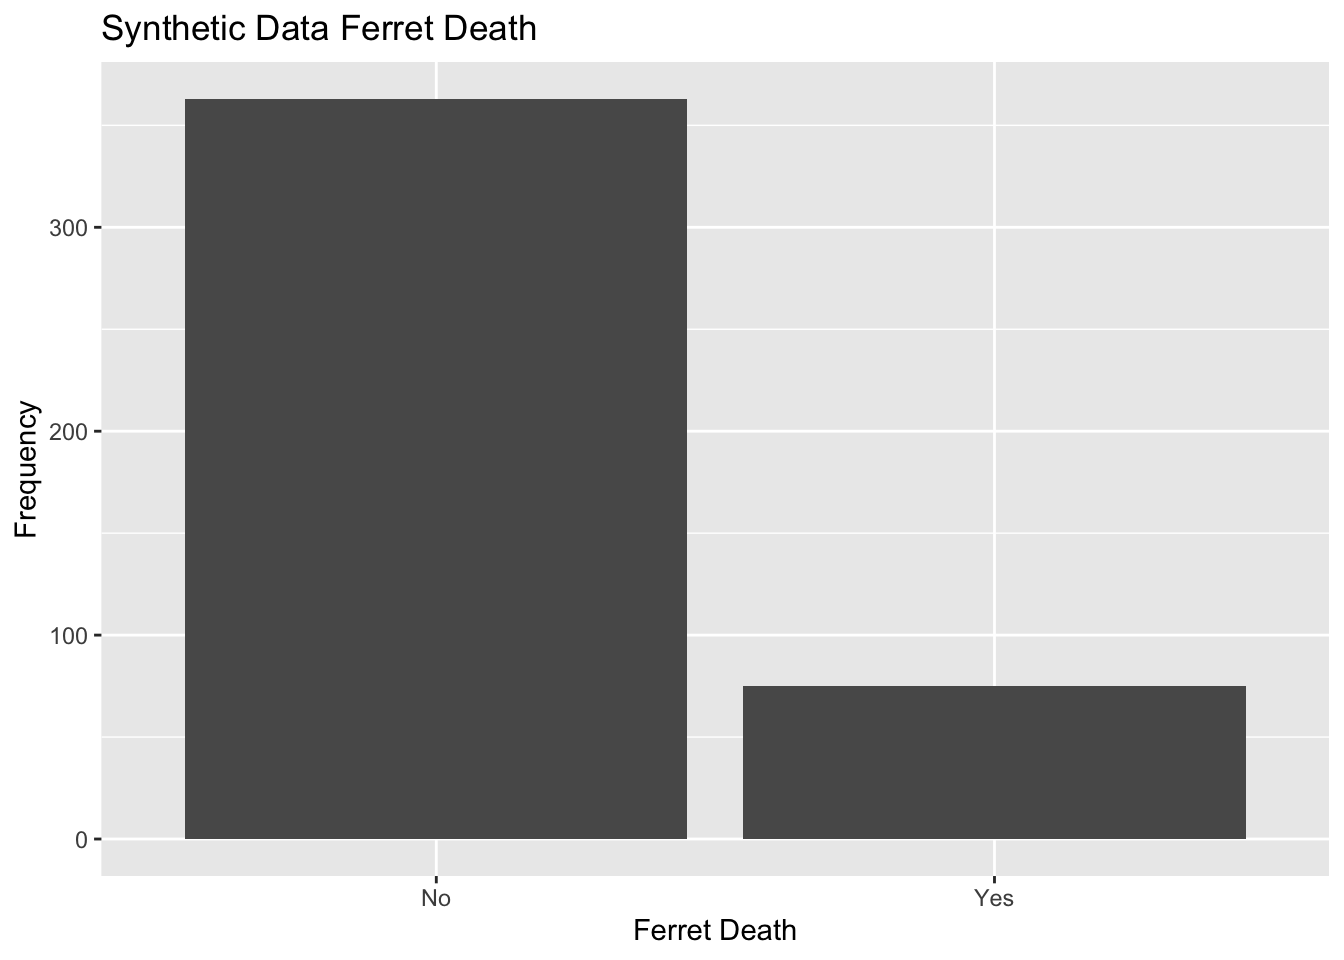 Synthetic Data Ferret Death
Frequency
300
200
100
0
No
Yes
Ferret Death